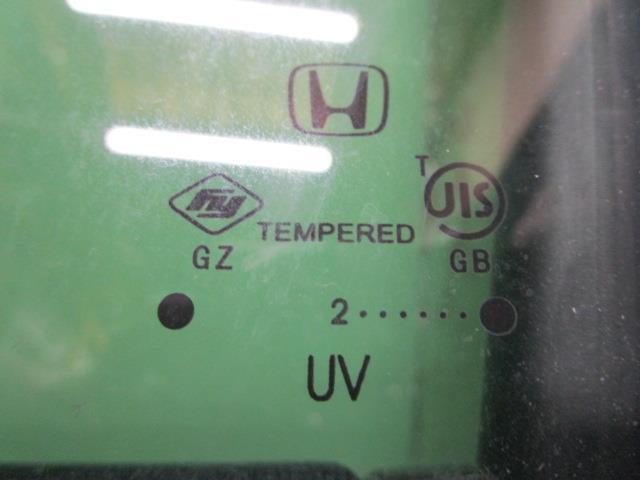 H
T JIS
TEMPERED
GZ GB
2······
UV